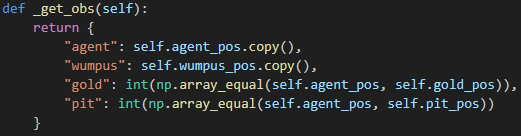 def _get_obs(self):
    return {
        "agent": self.agent_pos.copy(),
        "wumpus": self.wumpus_pos.copy(),
        "gold": int(np.array_equal(self.agent_pos, self.gold_pos)),
        "pit": int(np.array_equal(self.agent_pos, self.pit_pos))
    }